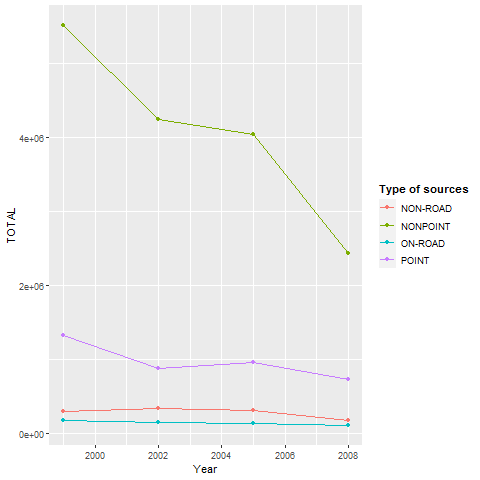 4e+06
2e+06
0e+00
TOTAL
2000
2002
2004
2006
2008
Year
Type of sources
NON-ROAD
NONPOINT
ON-ROAD
POINT